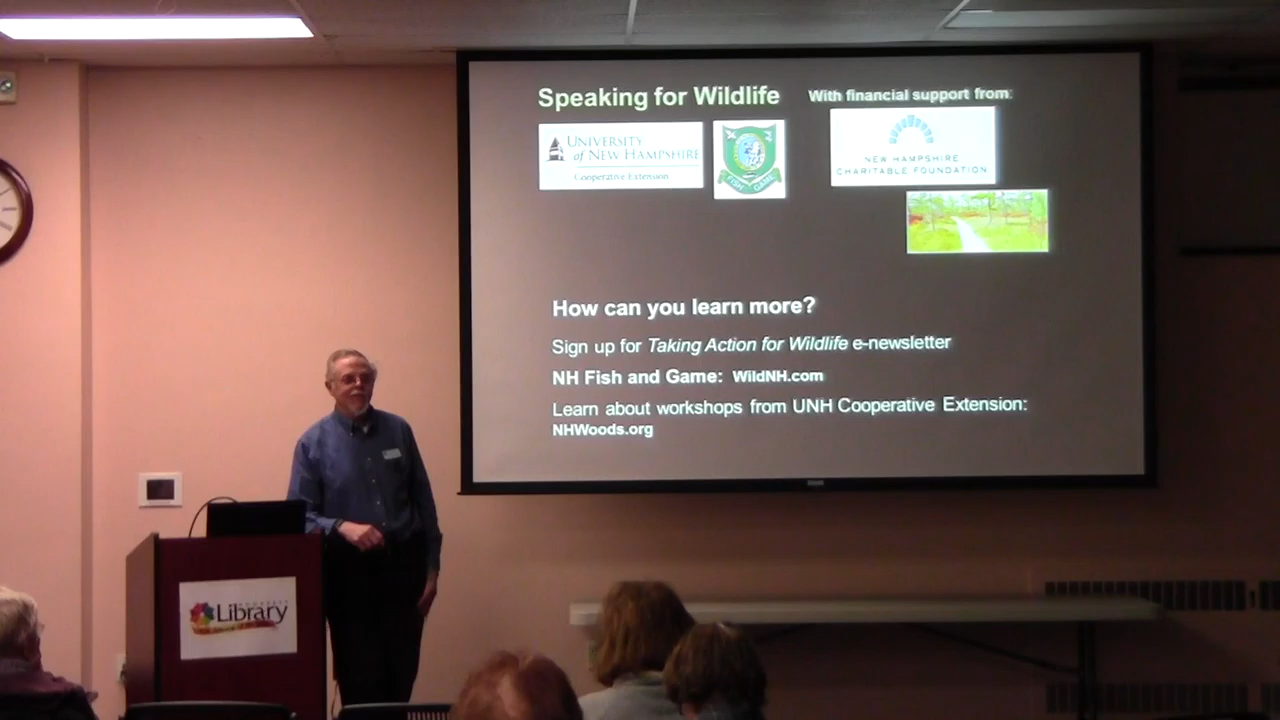 Speaking for Wildlife
With financial support from:
UNIVERSITY
of NEW HAMPSHIRE
Cooperative Extension
FISH GAME
NEW HAMPSHIRE
CHARITABLE FOUNDATION
How can you learn more?
Sign up for Taking Action for Wildlife e-newsletter
NH Fish and Game: WildNH.com
Learn about workshops from UNH Cooperative Extension:
NHWoods.org
Library